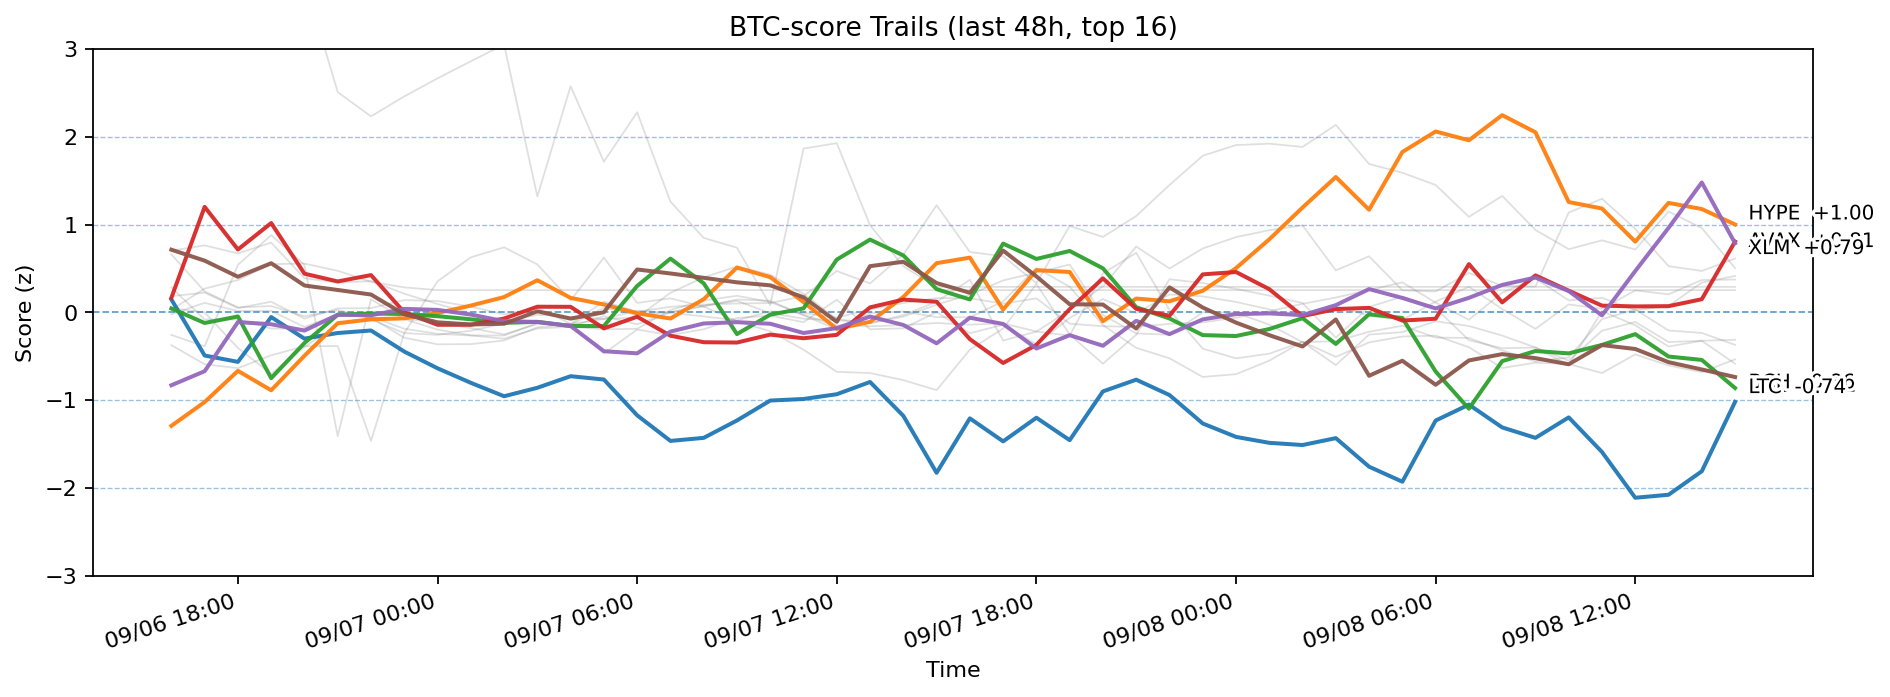 BTC-score Trails (last 48h, top 16)
Score (z)
3
2
1
0
−1
−2
−3
HYPE +1.00
XLM +0.79
LTC -0.74
09/06 18:00
09/07 00:00
09/07 06:00
09/07 12:00
09/07 18:00
09/08 00:00
09/08 06:00
09/08 12:00
Time